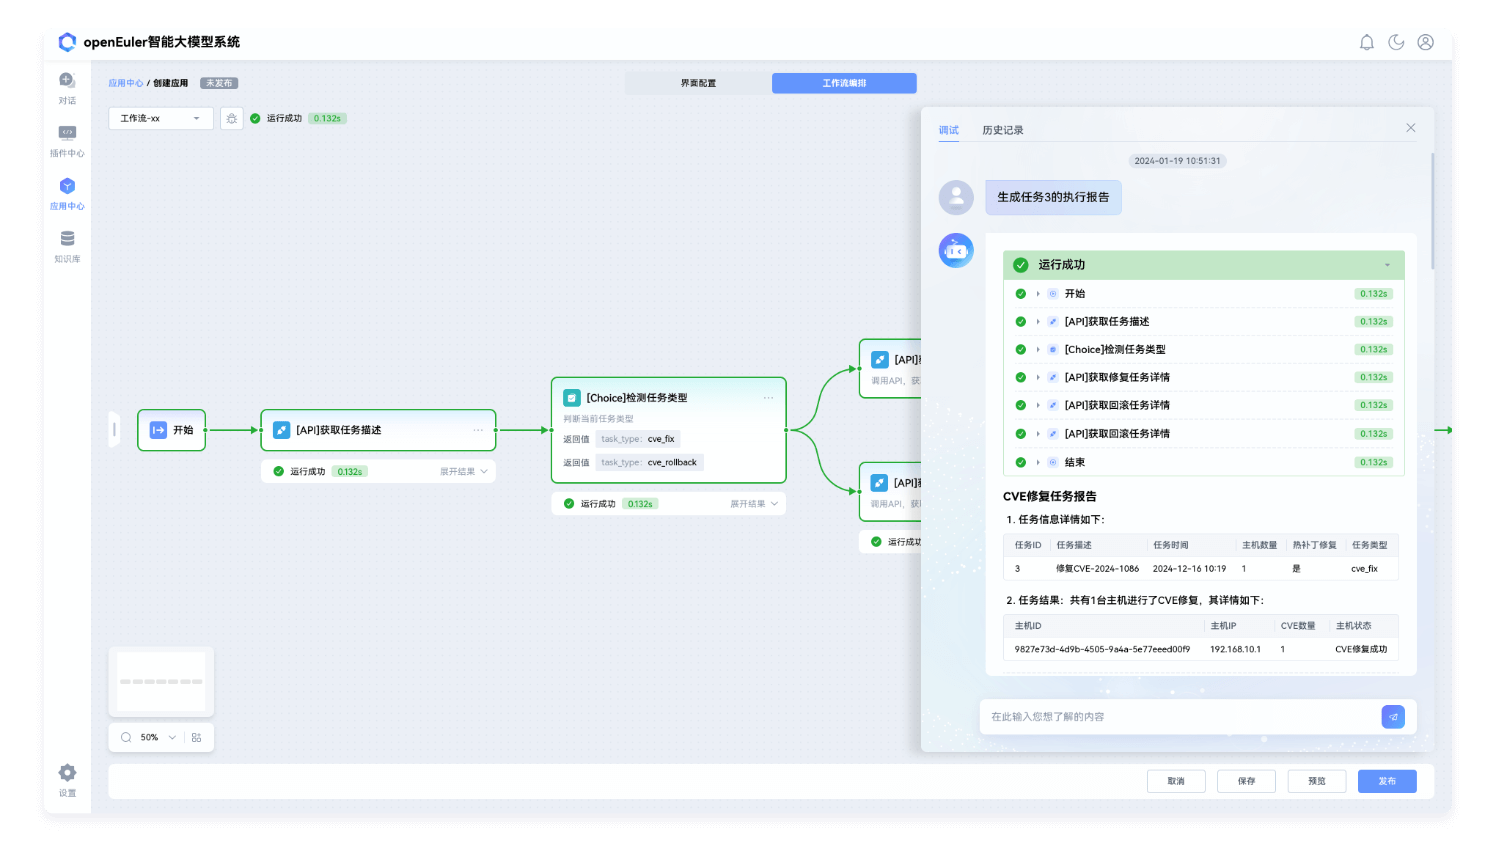 openEuler智能大模型系统
对话
插件中心
应用中心
知识库
设置
应用中心 / 创建应用 未发布
界面配置 工作流编排
工作流-xx 运行成功 0.132s
开始
[API]获取任务描述
运行成功 0.132s 展开结果
[Choice]检测任务类型
判断当前任务类型
返回值 task_type: cve_fix
返回值 task_type: cve_rollback
运行成功 0.132s 展开结果
[API]
调用API，获
[API]
调用API，获
运行成功
50%
调试 历史记录
2024-01-19 10:51:31
生成任务3的执行报告
运行成功
开始 0.132s
[API]获取任务描述 0.132s
[Choice]检测任务类型 0.132s
[API]获取修复任务详情 0.132s
[API]获取回滚任务详情 0.132s
[API]获取回滚任务详情 0.132s
结束 0.132s
CVE修复任务报告
1. 任务信息详情如下：
任务ID 任务描述 任务时间 主机数量 热补丁修复 任务类型
3 修复CVE-2024-1086 2024-12-16 10:19 1 是 cve_fix
2. 任务结果：共有1台主机进行了CVE修复，其详情如下：
主机ID 主机IP CVE数量 主机状态
9827e73d-4d9b-4505-9a4a-5e77eeed00f9 192.168.10.1 1 CVE修复成功
在此输入您想了解的内容
取消 保存 预览 发布